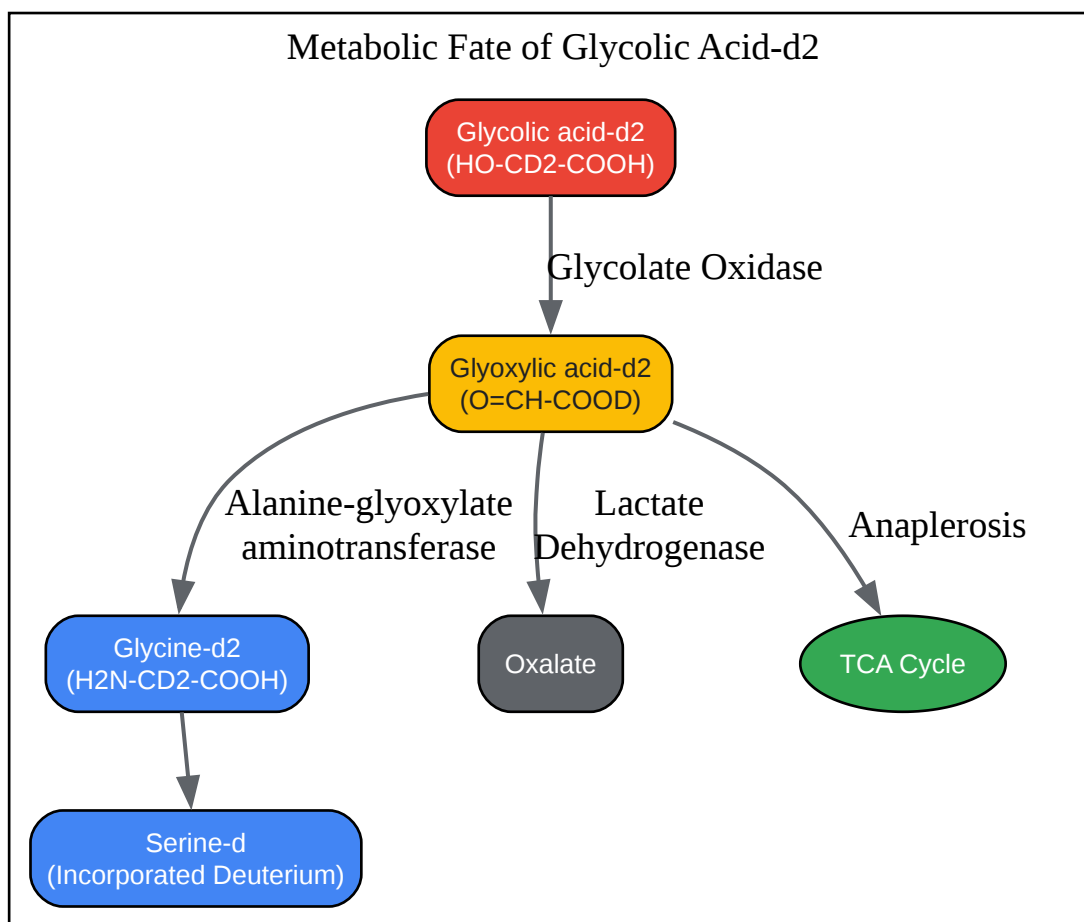 Metabolic Fate of Glycolic Acid-d2
Glycolic acid-d2
(HO-CD2-COOH)
Glycolate Oxidase
Glyoxylic acid-d2
(O=CH-COOD)
Alanine-glyoxylate
aminotransferase
Lactate
Dehydrogenase
Anaplerosis
Glycine-d2
(H2N-CD2-COOH)
Oxalate
TCA Cycle
Serine-d
(Incorporated Deuterium)